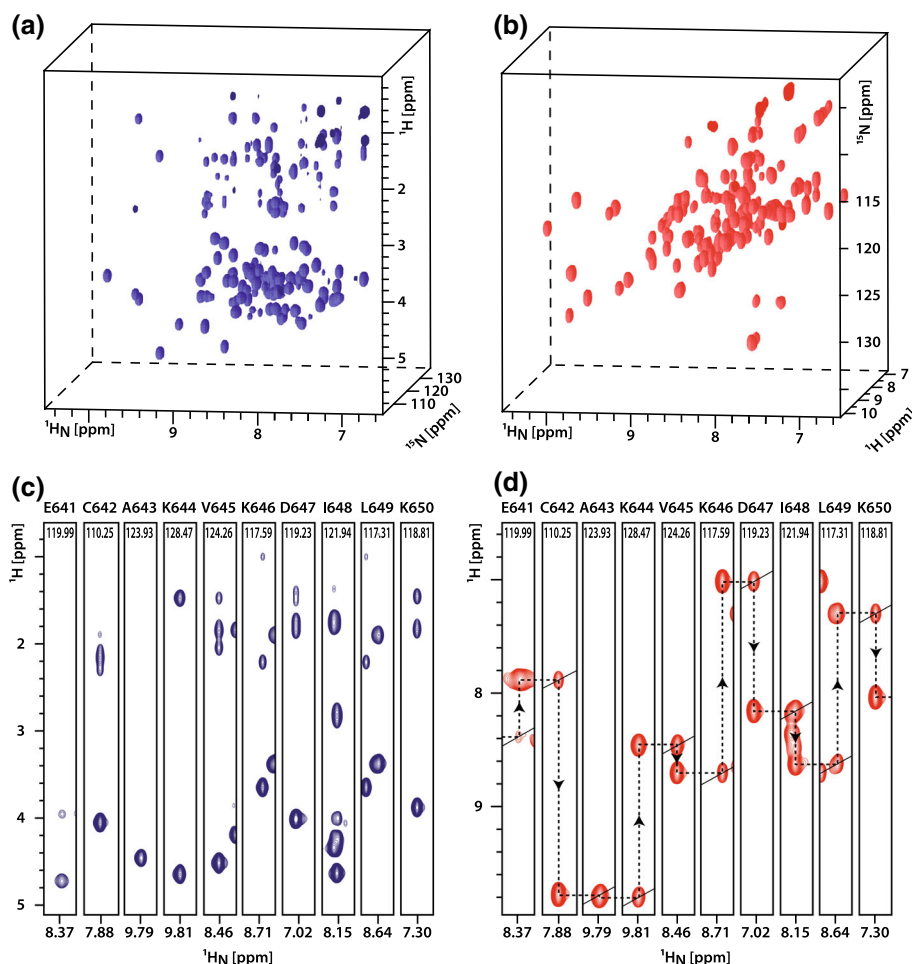 (a)
(b)
¹H [ppm]
2
3
4
5
130
120
110
¹⁵N [ppm]
¹HN [ppm]
9
8
7
¹⁵N [ppm]
115
120
125
130
7
8
9
10
¹H [ppm]
¹HN [ppm]
9
8
7
(c)
E641 C642 A643 K644 V645 K646 D647 I648 L649 K650
119.99 110.25 123.93 128.47 124.26 117.59 119.23 121.94 117.31 118.81
¹H [ppm]
2
3
4
5
8.37 7.88 9.79 9.81 8.46 8.71 7.02 8.15 8.64 7.30
¹HN [ppm]
(d)
E641 C642 A643 K644 V645 K646 D647 I648 L649 K650
119.99 110.25 123.93 128.47 124.26 117.59 119.23 121.94 117.31 118.81
¹H [ppm]
8
9
8.37 7.88 9.79 9.81 8.46 8.71 7.02 8.15 8.64 7.30
¹HN [ppm]